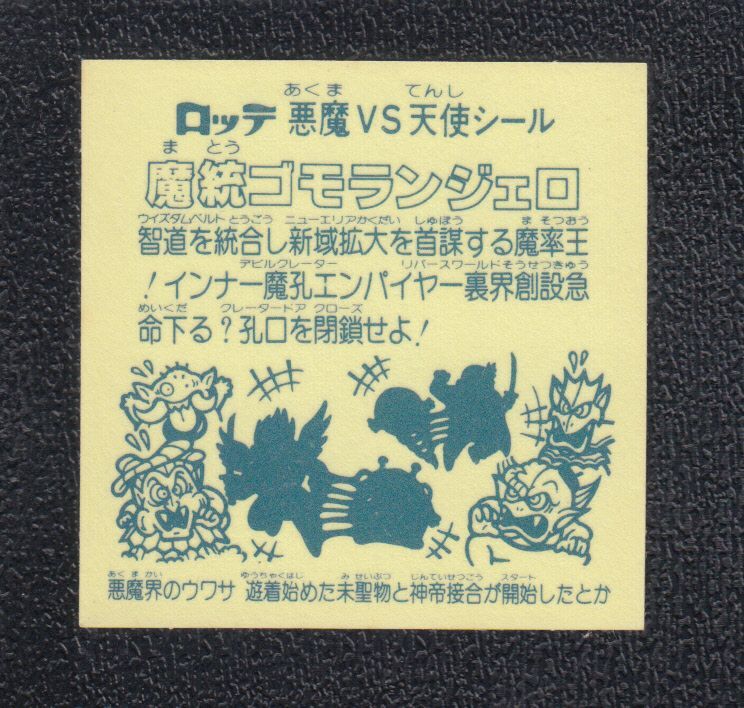 あくま てんし
ロッテ 悪魔VS天使シール
ま とう
魔統ゴモランジェロ
ウイズダムベルト とうごう ニューエリアかくだい しゅぼう ま そつおう
智道を統合し新域拡大を首謀する魔率王
デビルクレーター リバースワールドそうせつきゅう
！インナー魔孔エンパイヤー裏界創設急
めいくだ クレータードア クローズ
命下る？孔口を閉鎖せよ！
あくまかい ゆうちゃくはじ み せいぶつ しんていせつごう スタート
悪魔界のウワサ 遊着始めた未聖物と神帝接合が開始したとか